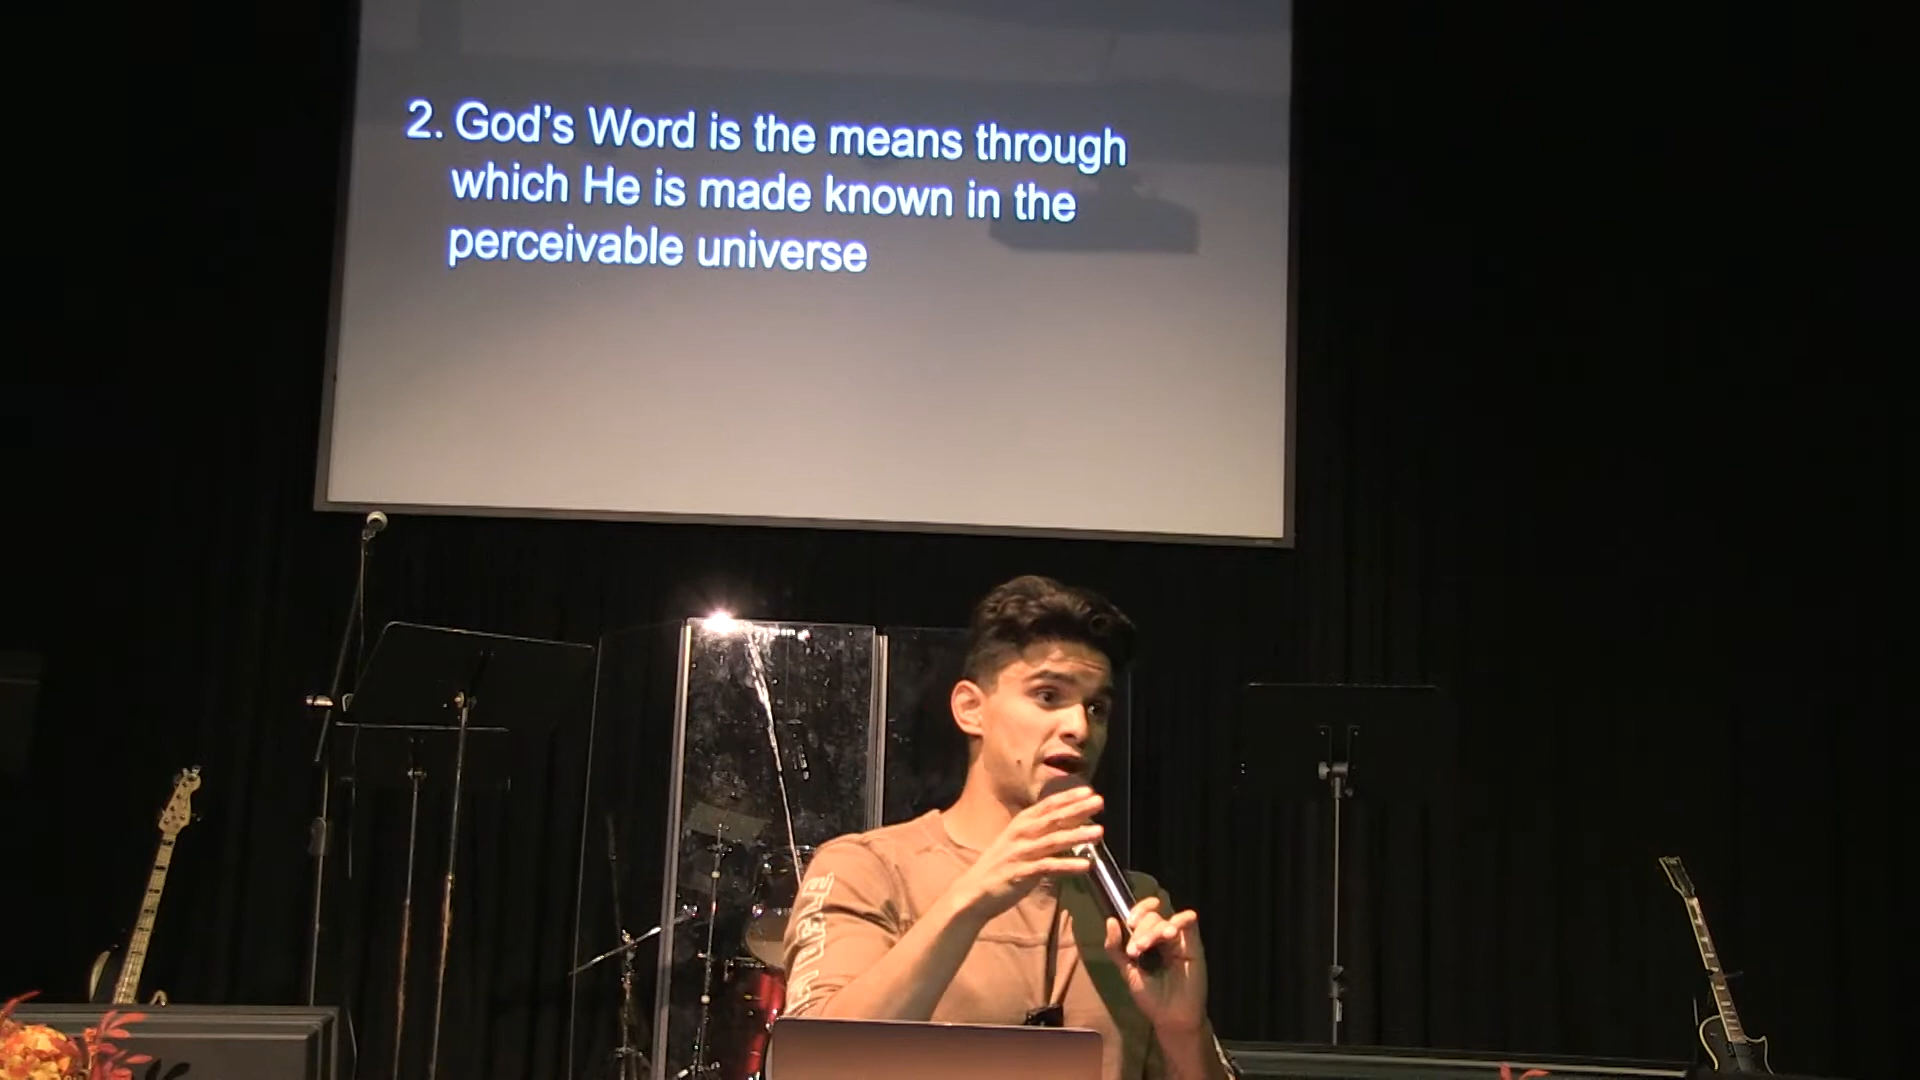 2. God's Word is the means through
which He is made known in the
perceivable universe